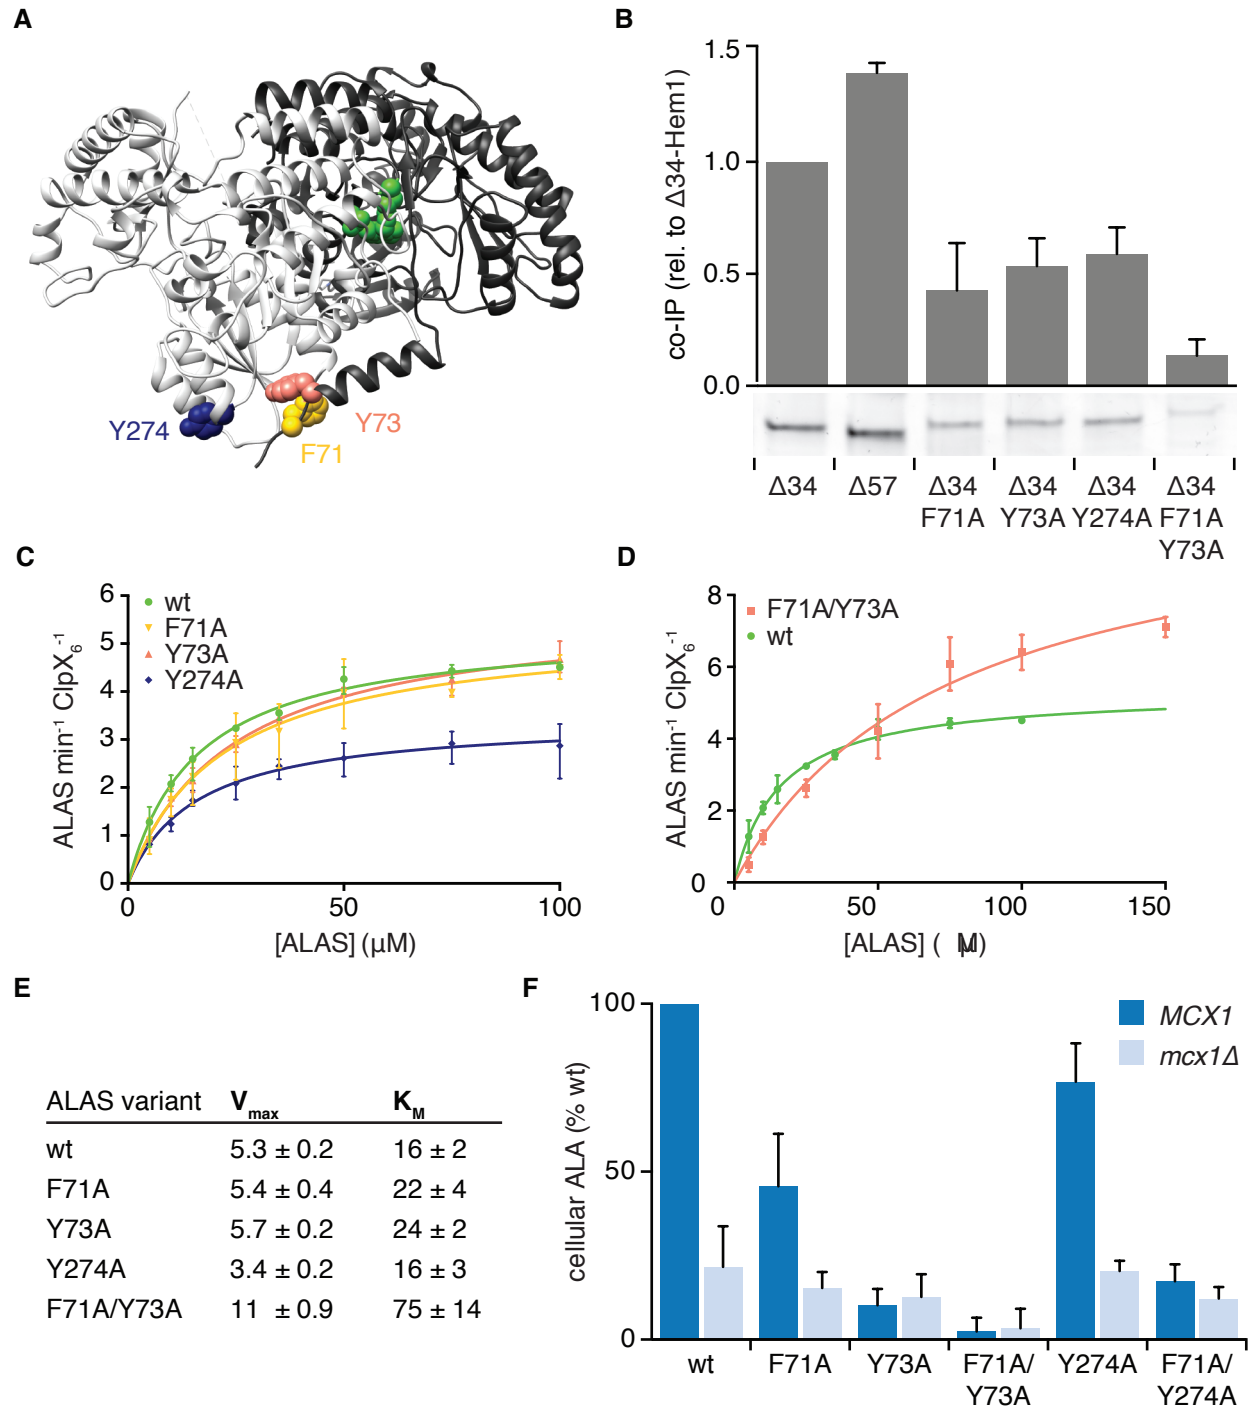 A
Y274
Y73
F71
B
co-IP (rel. to Δ34-Hem1)
1.5
1.0
0.5
0.0
Δ34
Δ57
Δ34
F71A
Δ34
Y73A
Δ34
Y274A
Δ34
F71A
Y73A
C
ALAS min⁻¹ ClpX₆⁻¹
6
5
4
3
2
1
0
wt
F71A
Y73A
Y274A
0
50
100
[ALAS] (μM)
D
ALAS min⁻¹ ClpX₆⁻¹
8
6
4
2
0
F71A/Y73A
wt
0
50
100
150
[ALAS] ( μM)
E
ALAS variant Vmax KM
wt 5.3 ± 0.2 16 ± 2
F71A 5.4 ± 0.4 22 ± 4
Y73A 5.7 ± 0.2 24 ± 2
Y274A 3.4 ± 0.2 16 ± 3
F71A/Y73A 11 ± 0.9 75 ± 14
F
cellular ALA (% wt)
100
50
0
MCX1
mcx1Δ
wt
F71A
Y73A
F71A/
Y73A
Y274A
F71A/
Y274A